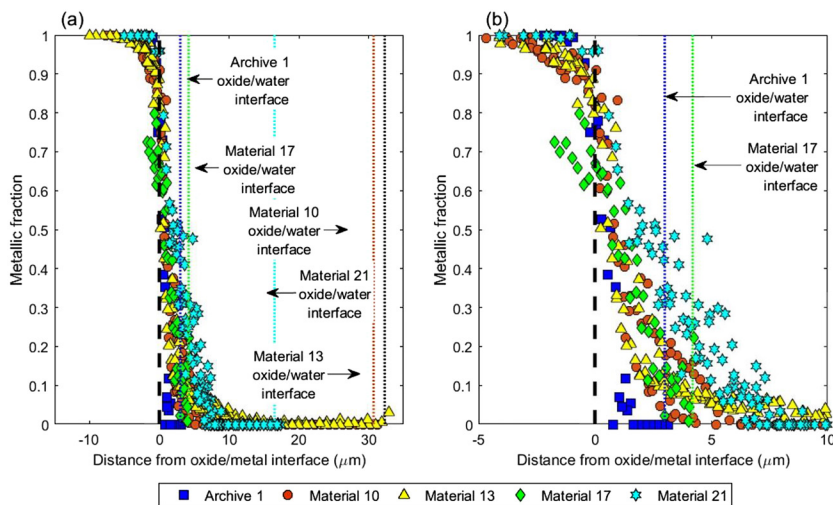 (a)
Metallic fraction
1
0.9
0.8
0.7
0.6
0.5
0.4
0.3
0.2
0.1
0
Archive 1
oxide/water
interface
Material 17
oxide/water
interface
Material 10
oxide/water
interface
Material 21
oxide/water
interface
Material 13
oxide/water
interface
-10 0 10 20 30
Distance from oxide/metal interface (μm)
(b)
Metallic fraction
1
0.9
0.8
0.7
0.6
0.5
0.4
0.3
0.2
0.1
0
Archive 1
oxide/water
interface
Material 17
oxide/water
interface
-5 0 5 10
Distance from oxide/metal interface (μm)
Archive 1 Material 10 Material 13 Material 17 Material 21